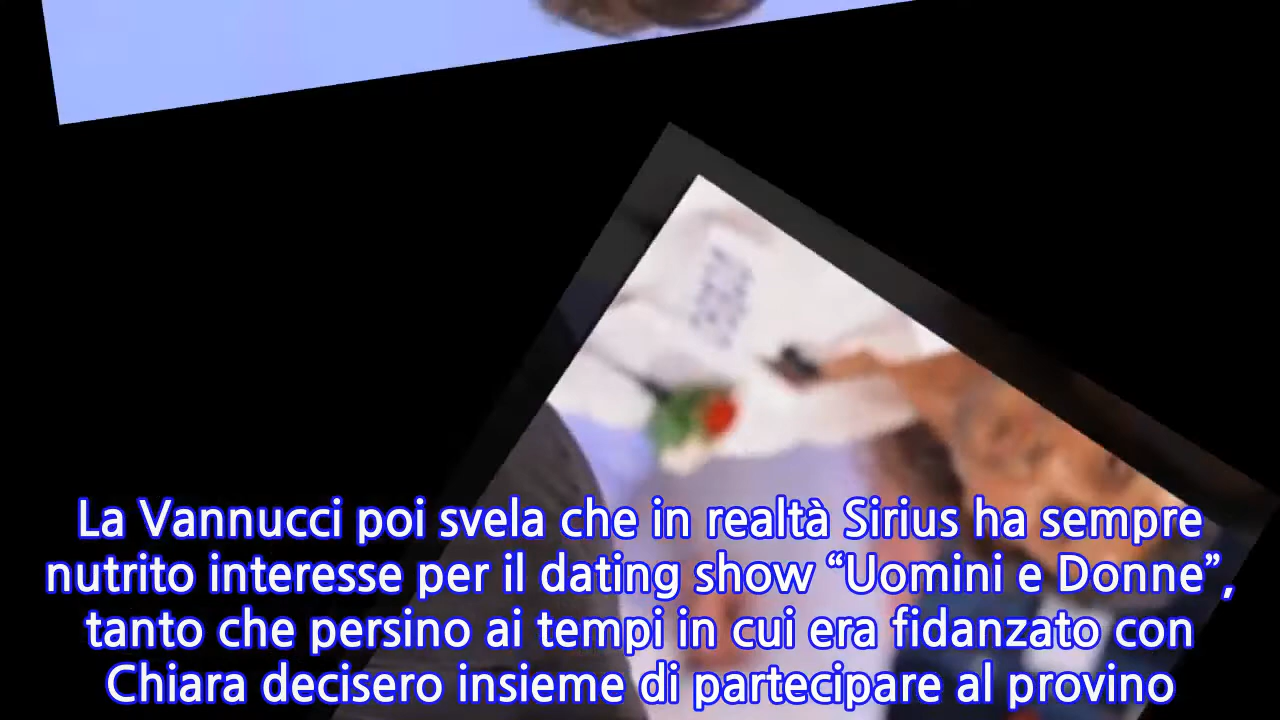 La Vannucci poi svela che in realtà Sirius ha sempre
nutrito interesse per il dating show “Uomini e Donne”,
tanto che persino ai tempi in cui era fidanzato con
Chiara decisero insieme di partecipare al provino